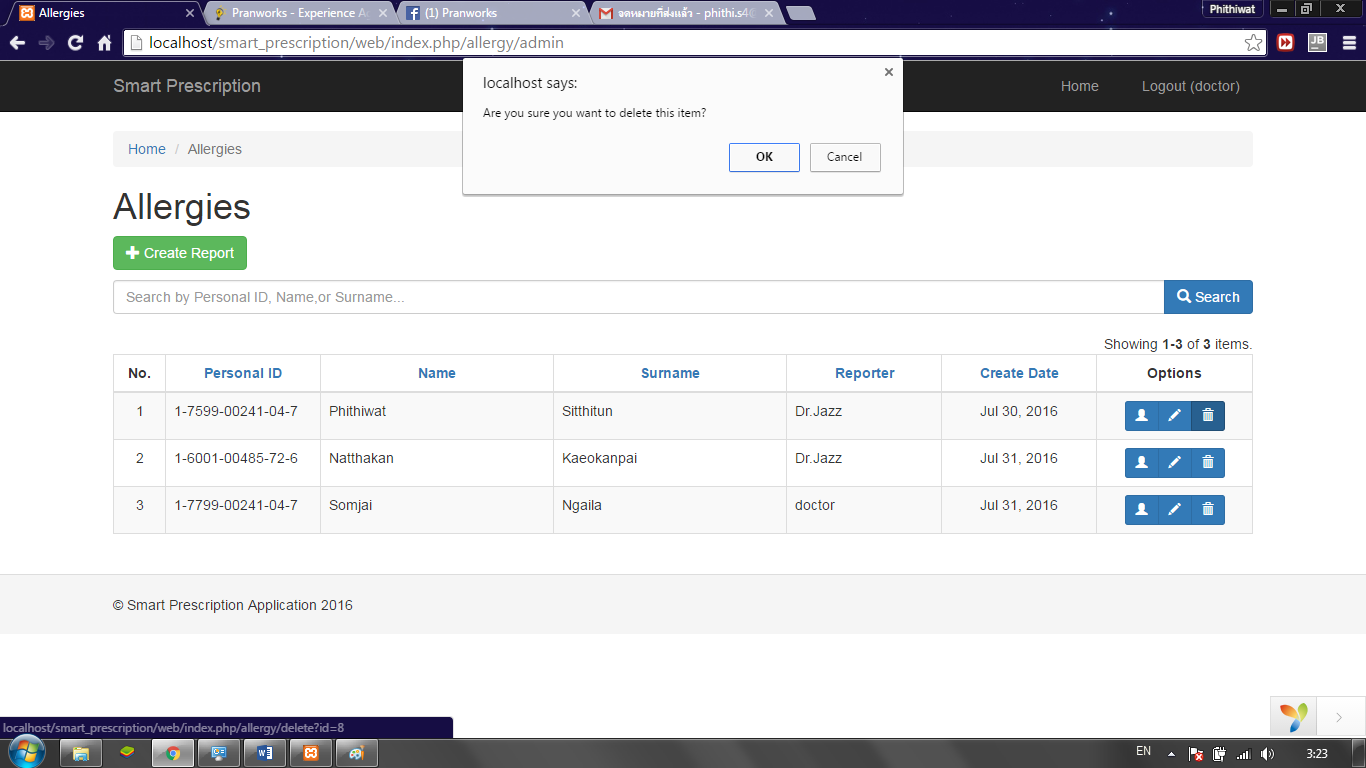 Allergies
Pranworks - Experience A
(1) Pranworks
จดหมายที่ส่งแล้ว - phithi.s4@
Phithiwat
localhost/smart_prescription/web/index.php/allergy/admin
JB
Smart Prescription
Home
Logout (doctor)
localhost says:
Are you sure you want to delete this item?
OK
Cancel
Home / Allergies
Allergies
Create Report
Search by Personal ID, Name,or Surname...
Search
Showing 1-3 of 3 items.
No. Personal ID Name Surname Reporter Create Date Options
1 1-7599-00241-04-7 Phithiwat Sitthitun Dr.Jazz Jul 30, 2016
2 1-6001-00485-72-6 Natthakan Kaeokanpai Dr.Jazz Jul 31, 2016
3 1-7799-00241-04-7 Somjai Ngaila doctor Jul 31, 2016
© Smart Prescription Application 2016
localhost/smart_prescription/web/index.php/allergy/delete?id=8
EN
3:23